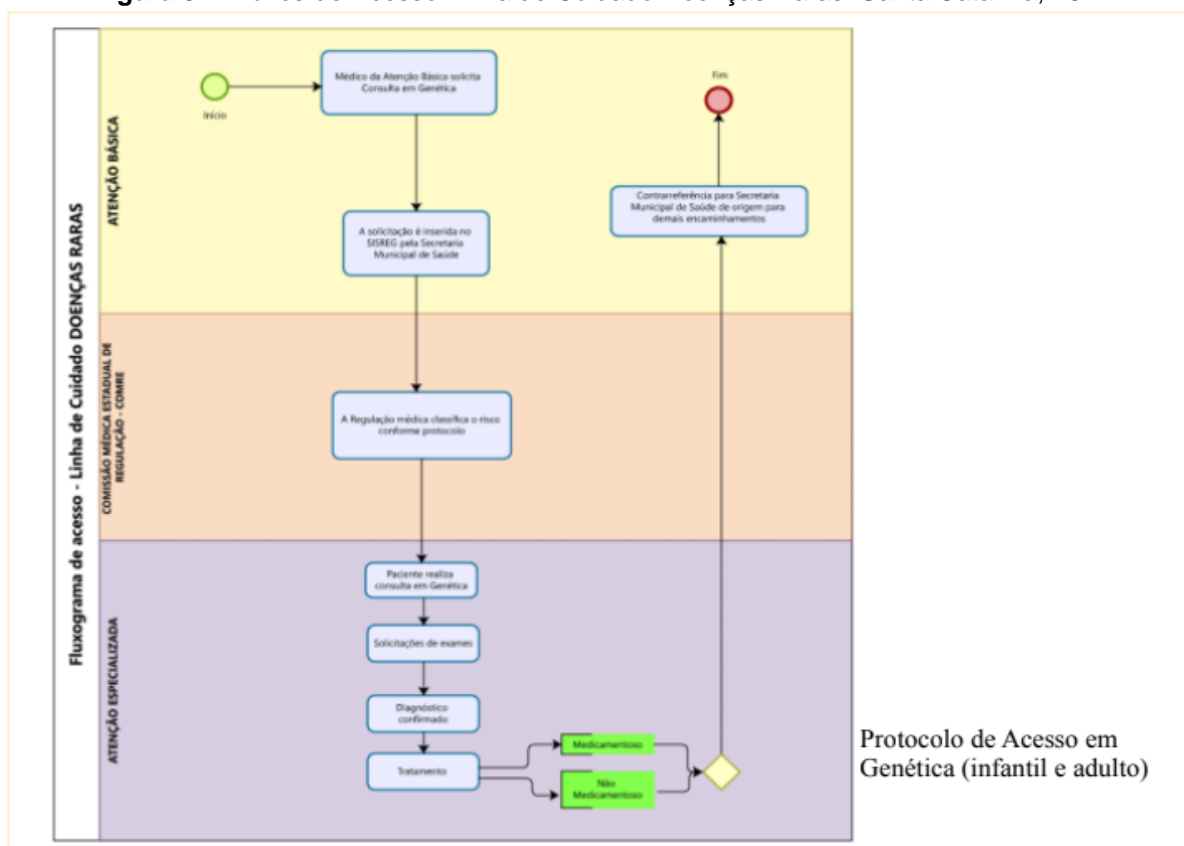 Fluxograma de acesso - Linha de Cuidado DOENÇAS RARAS
ATENÇÃO BÁSICA
Início
Médico da Atenção Básica solicita
Consulta em Genética
A solicitação é inserida no
SISREG pela Secretaria
Municipal de Saúde
Fim
Contrarreferência para Secretaria
Municipal de Saúde de origem para
demais encaminhamentos
COMISSÃO MÉDICA ESTADUAL DE
REGULAÇÃO - COMRE
A Regulação médica classifica o risco
conforme protocolo
ATENÇÃO ESPECIALIZADA
Paciente realiza
consulta em Genética
Solicitações de exames
Diagnóstico
confirmado
Tratamento
Medicamentoso
Não
Medicamentoso
Protocolo de Acesso em
Genética (infantil e adulto)